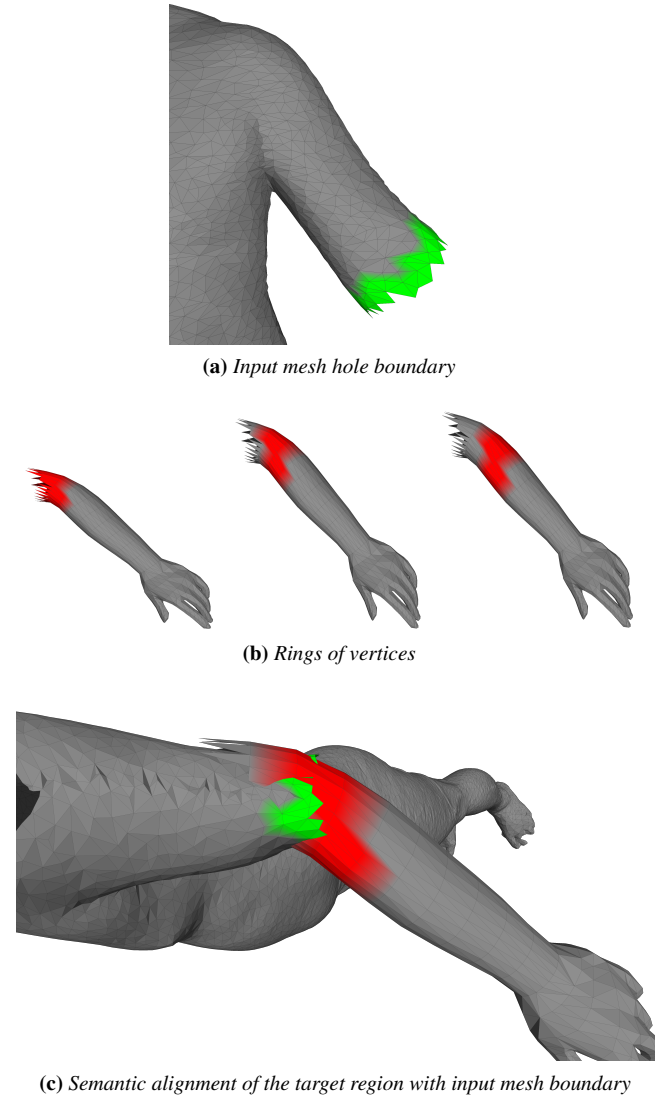 (a) Input mesh hole boundary
(b) Rings of vertices
(c) Semantic alignment of the target region with input mesh boundary